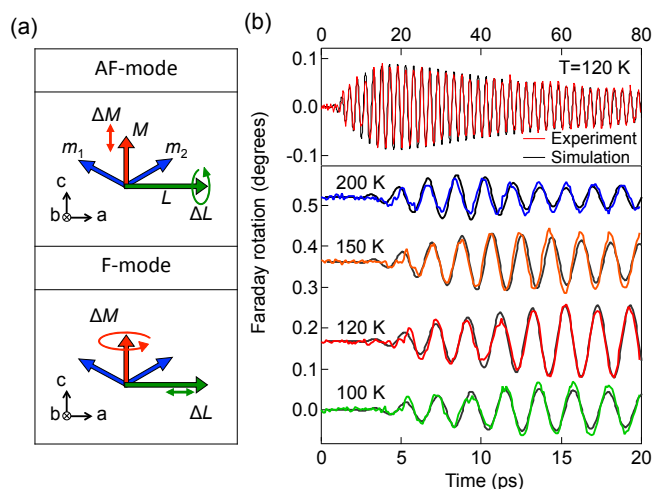 (a)
AF-mode
ΔM
M
m1
m2
c
L
b
a
ΔL
F-mode
ΔM
c
b
a
ΔL
(b)
0 20 40 60 80
0.1
0.0
-0.1
T=120 K
Experiment
Simulation
Faraday rotation (degrees)
0.5
0.4
0.3
0.2
0.1
0.0
200 K
150 K
120 K
100 K
0 5 10 15 20
Time (ps)